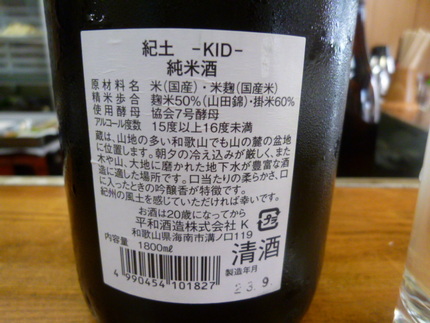 紀土 -KID-
純米酒
原材料名 米(国産)・米麹(国産米)
精米歩合 麹米50%(山田錦)・掛米60%
使用酵母 協会7号酵母
アルコール度数 15度以上16度未満
蔵は、山地の多い和歌山でも山の麓の盆地
に位置します。朝夕の冷え込みが厳しく、また
木や山、大地に磨かれた地下水が豊富な酒
造に適した場所です。口当たりの柔らかさ、口
に入ったときの吟醸香が特徴です。
紀州の風土を感じていただければ幸いです。
お酒は20歳になってから
平和酒造株式会社 K
和歌山県海南市溝ノ口119
プラ
内容量 1800ml
清酒
製造年月
23.9
4 990454 101827